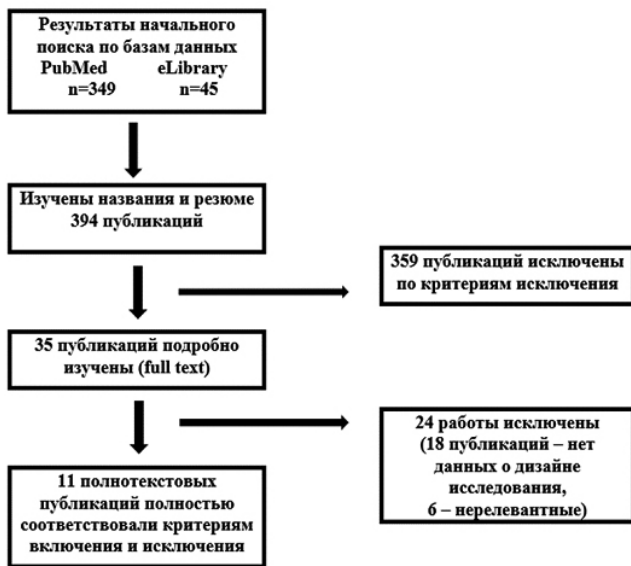 Результаты начального
поиска по базам данных
PubMed eLibrary
n=349 n=45
Изучены названия и резюме
394 публикаций
359 публикаций исключены
по критериям исключения
35 публикаций подробно
изучены (full text)
24 работы исключены
(18 публикаций – нет
данных о дизайне
исследования,
6 – нерелевантные)
11 полнотекстовых
публикаций полностью
соответствовали критериям
включения и исключения